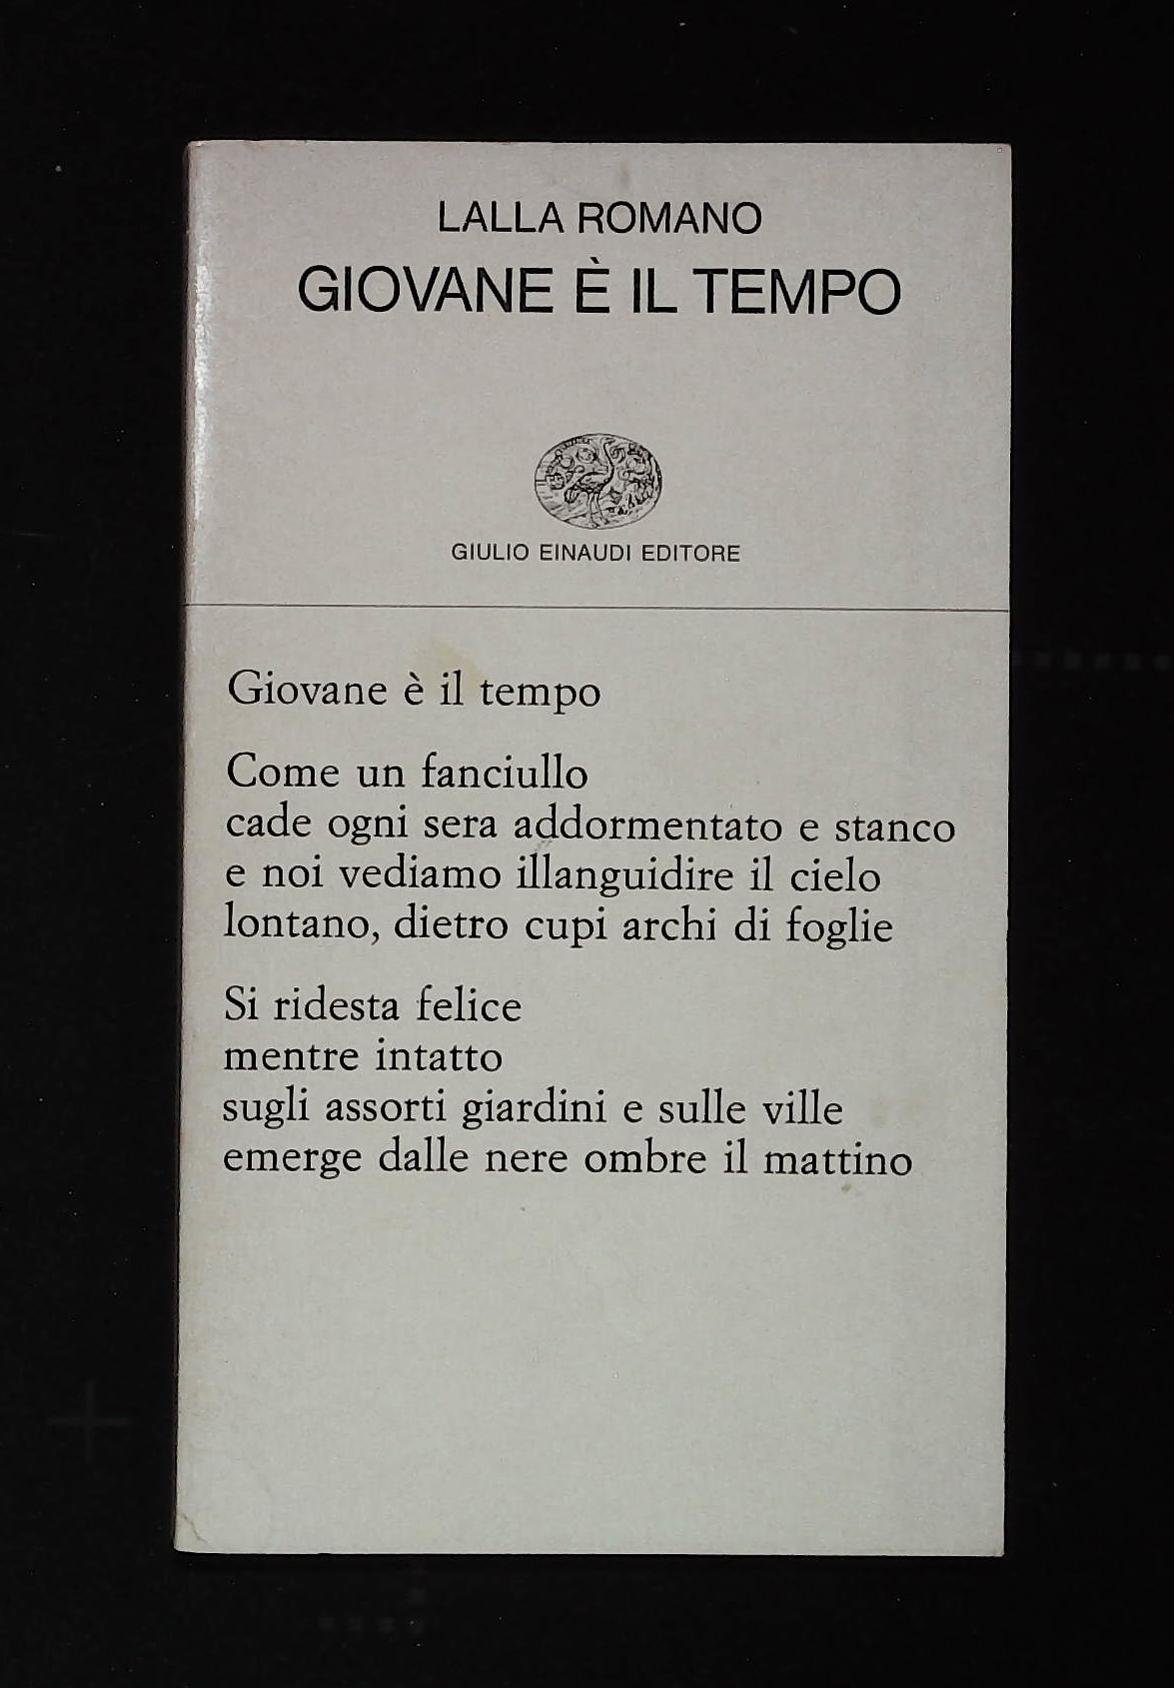 LALLA ROMANO
GIOVANE È IL TEMPO
GIULIO EINAUDI EDITORE
Giovane è il tempo
Come un fanciullo
cade ogni sera addormentato e stanco
e noi vediamo illanguidire il cielo
lontano, dietro cupi archi di foglie
Si ridesta felice
mentre intatto
sugli assorti giardini e sulle ville
emerge dalle nere ombre il mattino